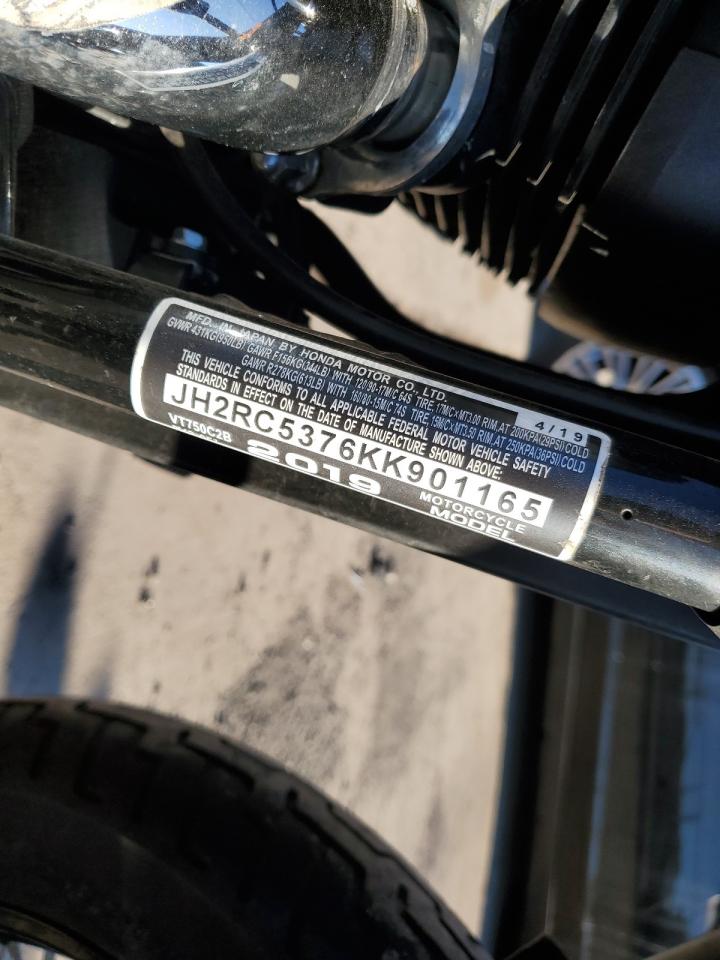 MFD. IN JAPAN BY HONDA MOTOR CO., LTD. 4/19
GVWR 431KG(950LB) GAWR F156KG(344LB) WITH 120/90-17M/C 64S TIRE, 17M/C×MT3.00 RIM, AT 200KPA(29PSI)COLD
GAWR R278KG(613LB) WITH 160/80-15M/C 74S TIRE, 15M/C×MT3.50 RIM, AT 250KPA(36PSI)COLD
THIS VEHICLE CONFORMS TO ALL APPLICABLE FEDERAL MOTOR VEHICLE SAFETY
STANDARDS IN EFFECT ON THE DATE OF MANUFACTURE SHOWN ABOVE:
JH2RC5376KK901165
VT750C2B 2019 MOTORCYCLE
MODEL